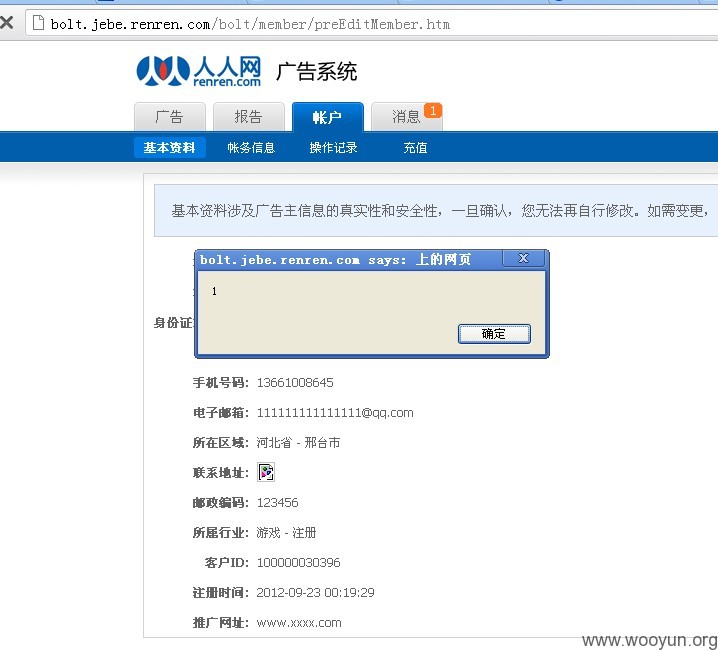 bolt.jebe.renren.com/bolt/member/preEditMember.htm
人人网 renren.com 广告系统
广告 报告 帐户 消息 1
基本资料 帐务信息 操作记录 充值
基本资料涉及广告主信息的真实性和安全性，一旦确认，您无法再自行修改。如需变更，
bolt.jebe.renren.com says: 上的网页
1
身份证
确定
手机号码: 13661008645
电子邮箱: 111111111111111@qq.com
所在区域: 河北省 - 邢台市
联系地址:
邮政编码: 123456
所属行业: 游戏 - 注册
客户ID: 100000030396
注册时间: 2012-09-23 00:19:29
推广网址: www.xxxx.com
www.wooyun.org